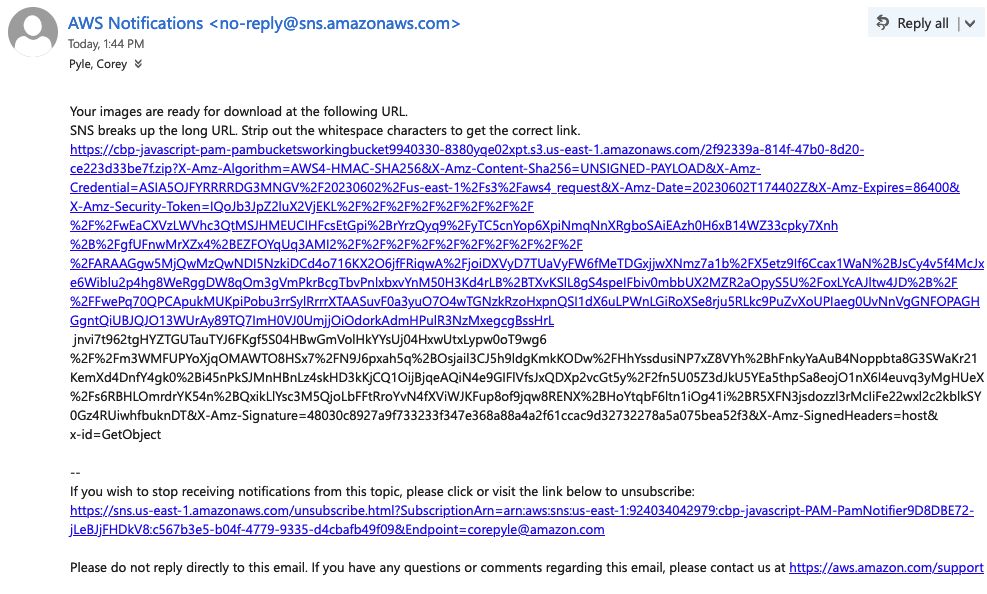 AWS Notifications <no-reply@sns.amazonaws.com>
Reply all
Today, 1:44 PM
Pyle, Corey
Your images are ready for download at the following URL.
SNS breaks up the long URL. Strip out the whitespace characters to get the correct link.
https://cbp-javascript-pam-pambucketsworkingbucket9940330-8380yqe02xpt.s3.us-east-1.amazonaws.com/2f92339a-814f-47b0-8d20-
ce223d33be7f.zip?X-Amz-Algorithm=AWS4-HMAC-SHA256&X-Amz-Content-Sha256=UNSIGNED-PAYLOAD&X-Amz-
Credential=ASIA5OJFYRRRRDG3MNGV%2F20230602%2Fus-east-1%2Fs3%2Faws4_request&X-Amz-Date=20230602T174402Z&X-Amz-Expires=86400&
X-Amz-Security-Token=IQoJb3JpZ2luX2VjEKL%2F%2F%2F%2F%2F%2F%2F%2F
%2F%2FwEaCXVzLWVhc3QtMSJHMEUCIHFcsEtGpi%2BrYrzQyq9%2FyTC5cnYop6XpiNmqNnXRgboSAiEAzh0H6xB14WZ33cpky7Xnh
%2B%2FgfUFnwMrXZx4%2BEZFOYqUq3AMI2%2F%2F%2F%2F%2F%2F%2F%2F%2F%2F
%2FARAAGgw5MjQwMzQwNDI5NzkiDCd4o716KX2O6jfFRiqwA%2FjoiDXVyD7TUaVyFW6fMeTDGxjjwXNmz7a1b%2FX5etz9If6Ccax1WaN%2BJsCy4v5f4McJx
e6Wiblu2p4hg8WeRggDW8qOm3gVmPkrBcgTbvPnlxbxvYnM50H3Kd4rLB%2BTXvKSlL8gS4speIFbiv0mbbUX2MZR2aOpyS5U%2FoxLYcAJltw4JD%2B%2F
%2FFwePq70QPCApukMUKpiPobu3rrSylRrrrXTAASuvF0a3yuO7O4wTGNzkRzoHxpnQSI1dX6uLPWnLGiRoXSe8rju5RLkc9PuZvXoUPIaeg0UvNnVgGNFOPAGH
GgntQiUBJQJO13WUrAy89TQ7ImH0VJ0UmjjOiOdorkAdmHPulR3NzMxegcgBssHrL
jnvi7t962tgHYZTGUTauTYJ6FKgf5S04HBwGmVolHkYYsUj04HxwUtxLypw0oT9wg6
%2F%2Fm3WMFUPYoXjqOMAWTO8HSx7%2FN9J6pxah5q%2BOsjail3CJ5h9ldgKmkKODw%2FHhYssdusiNP7xZ8VYh%2BhFnkyYaAuB4Noppbta8G3SWaKr21
KemXd4DnfY4gk0%2Bi45nPkSJMnHBnLz4skHD3kKjCQ1OijBjqeAQiN4e9GlFlVfsJxQDXp2vcGt5y%2F2fn5U05Z3dJkU5YEa5thpSa8eojO1nX6l4euvq3yMgHUeX
%2Fs6RBHLOmrdrYK54n%2BQxikLlYsc3M5QjoLbFFtRroYvN4fXViWJKFup8of9jqw8RENX%2BHoYtqbF6ltn1iOg41i%2BR5XFN3jsdozzl3rMcIiFe22wxl2c2kblkSY
0Gz4RUiwhfbuknDT&X-Amz-Signature=48030c8927a9f733233f347e368a88a4a2f61ccac9d32732278a5a075bea52f3&X-Amz-SignedHeaders=host&
x-id=GetObject
--
If you wish to stop receiving notifications from this topic, please click or visit the link below to unsubscribe:
https://sns.us-east-1.amazonaws.com/unsubscribe.html?SubscriptionArn=arn:aws:sns:us-east-1:924034042979:cbp-javascript-PAM-PamNotifier9D8DBE72-
jLeBJjFHDkV8:c567b3e5-b04f-4779-9335-d4cbafb49f09&Endpoint=corepyle@amazon.com
Please do not reply directly to this email. If you have any questions or comments regarding this email, please contact us at https://aws.amazon.com/support